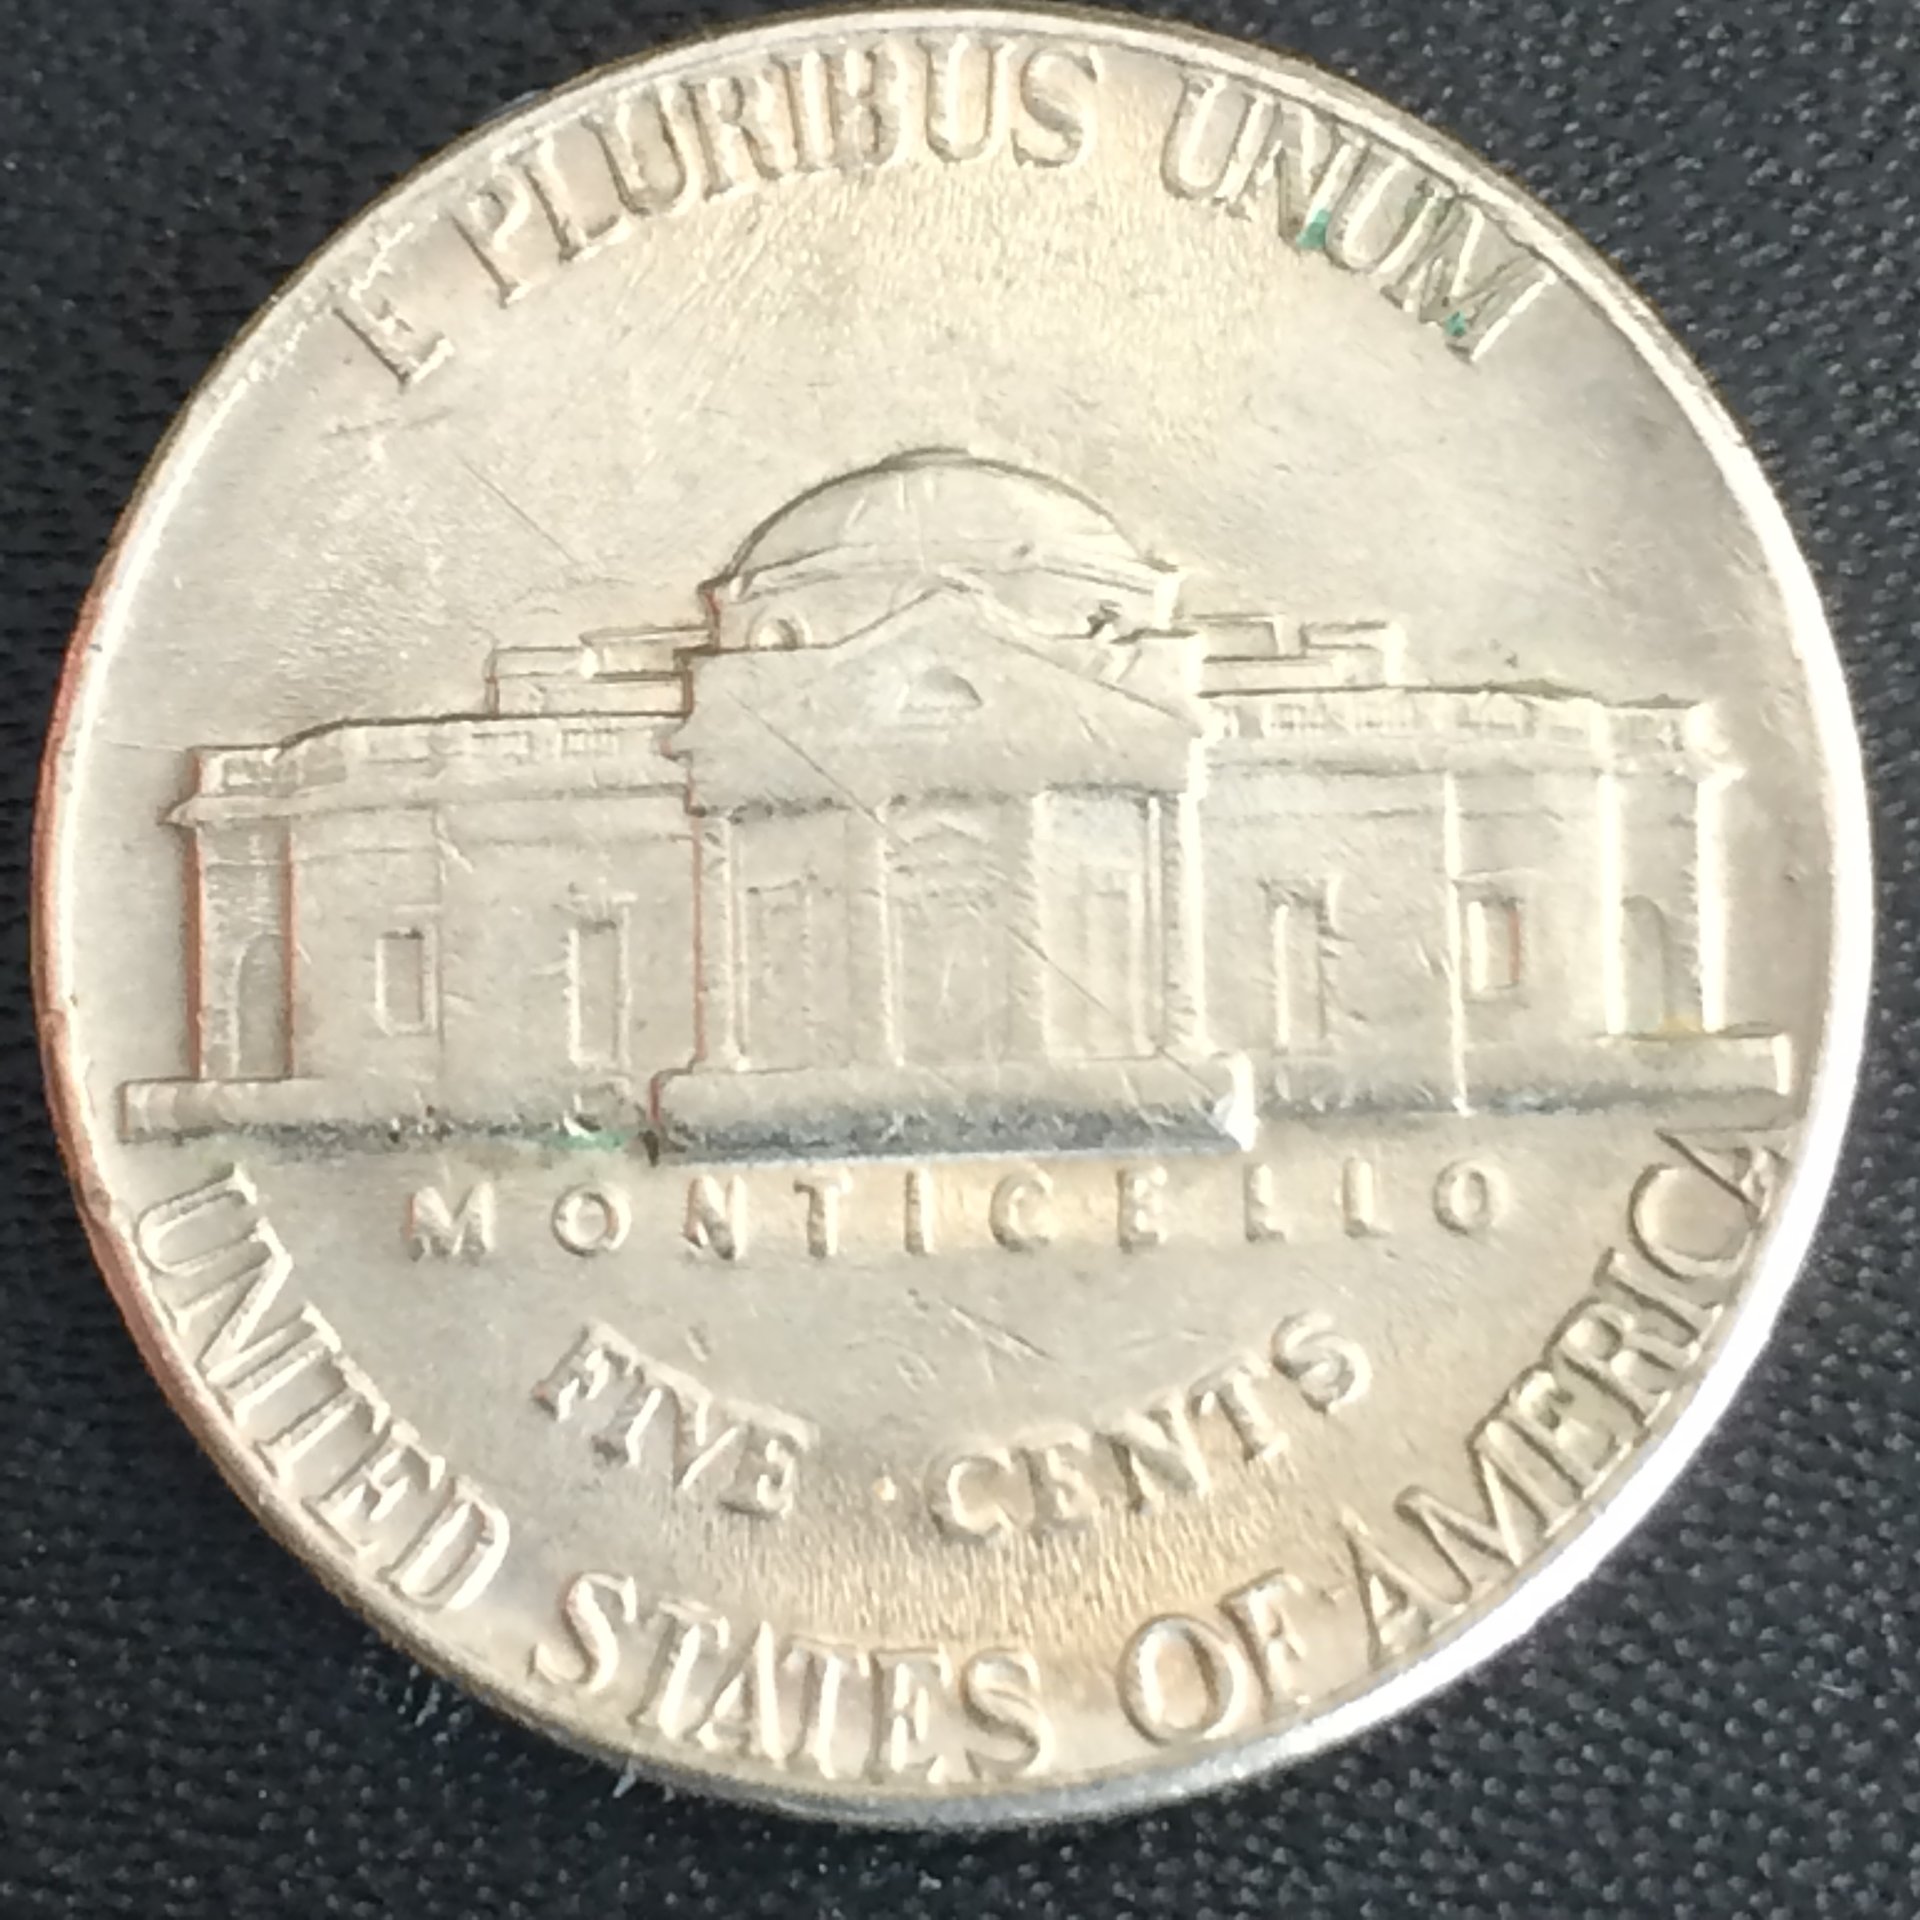 E PLURIBUS UNUM
MONTICELLO
FIVE · CENTS
UNITED STATES OF AMERICA